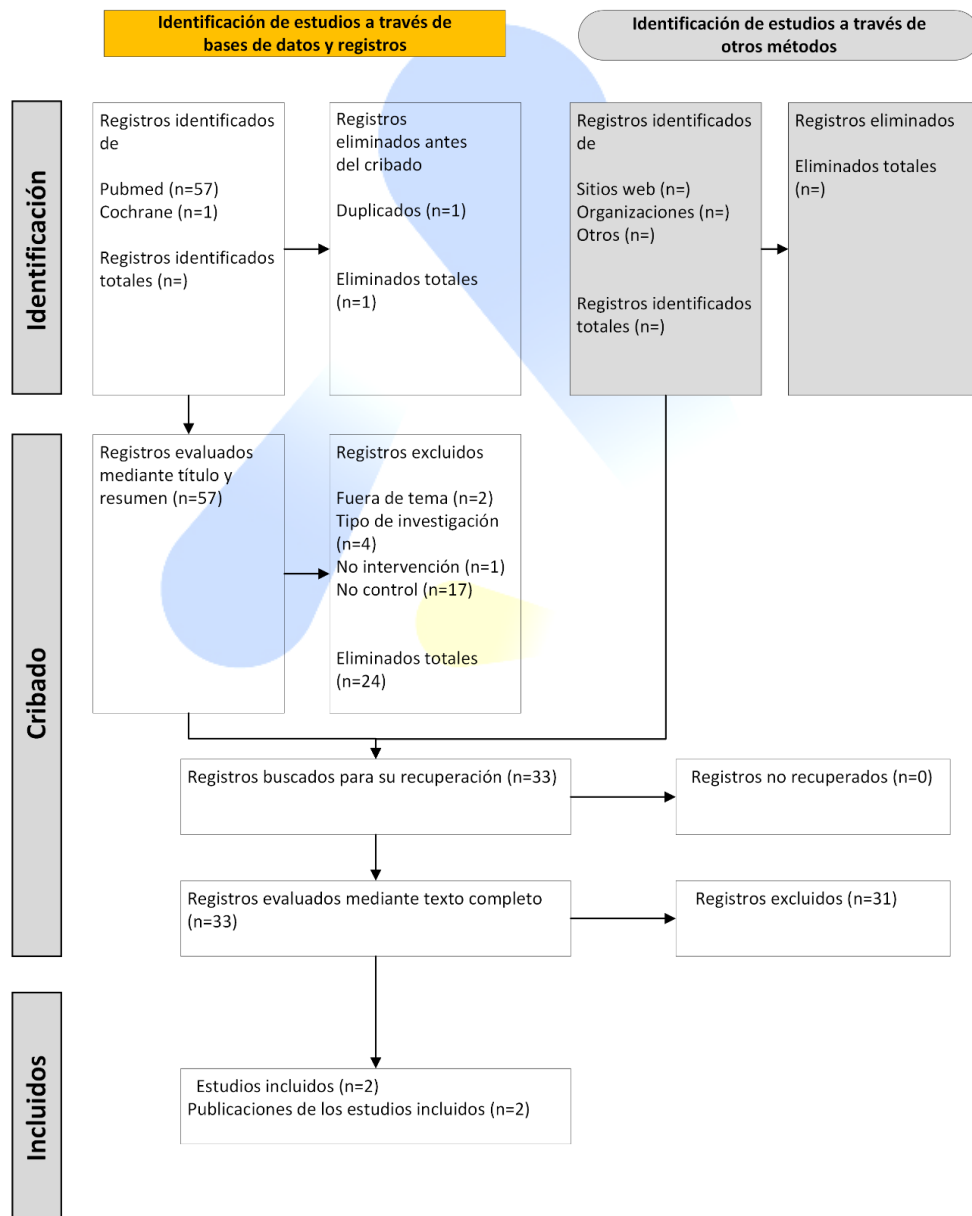 Identificación de estudios a través de
bases de datos y registros
Identificación de estudios a través de
otros métodos
Identificación
Registros identificados
de
Pubmed (n=57)
Cochrane (n=1)
Registros identificados
totales (n=)
Registros
eliminados antes
del cribado
Duplicados (n=1)
Eliminados totales
(n=1)
Registros identificados
de
Sitios web (n=)
Organizaciones (n=)
Otros (n=)
Registros identificados
totales (n=)
Registros eliminados
Eliminados totales
(n=)
Cribado
Registros evaluados
mediante título y
resumen (n=57)
Registros excluidos
Fuera de tema (n=2)
Tipo de investigación
(n=4)
No intervención (n=1)
No control (n=17)
Eliminados totales
(n=24)
Registros buscados para su recuperación (n=33)
Registros no recuperados (n=0)
Registros evaluados mediante texto completo
(n=33)
Registros excluidos (n=31)
Incluidos
Estudios incluidos (n=2)
Publicaciones de los estudios incluidos (n=2)